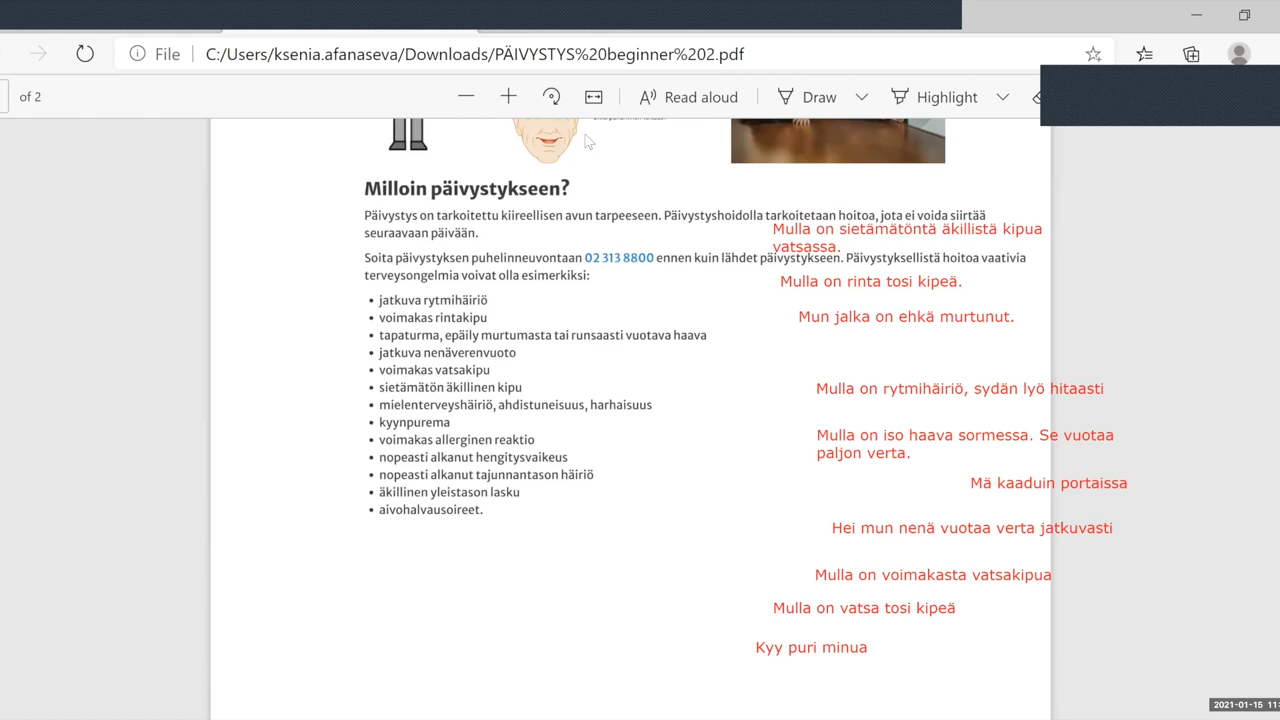 File
C:/Users/ksenia.afanaseva/Downloads/PÄIVYSTYS%20beginner%202.pdf
of 2
Read aloud
Draw
Highlight
Milloin päivystykseen?
Päivystys on tarkoitettu kiireellisen avun tarpeeseen. Päivystyshoidolla tarkoitetaan hoitoa, jota ei voida siirtää
seuraavaan päivään.
Mulla on sietämätöntä äkillistä kipua
vatsassa.
Soita päivystyksen puhelinneuvontaan 02 313 8800 ennen kuin lähdet päivystykseen. Päivystyksellistä hoitoa vaativia
terveysongelmia voivat olla esimerkiksi:
Mulla on rinta tosi kipeä.
• jatkuva rytmihäiriö
• voimakas rintakipu
Mun jalka on ehkä murtunut.
• tapaturma, epäily murtumasta tai runsaasti vuotava haava
• jatkuva nenäverenvuoto
• voimakas vatsakipu
• sietämätön äkillinen kipu
Mulla on rytmihäiriö, sydän lyö hitaasti
• mielenterveyshäiriö, ahdistuneisuus, harhaisuus
• kyynpurema
• voimakas allerginen reaktio
Mulla on iso haava sormessa. Se vuotaa
paljon verta.
• nopeasti alkanut hengitysvaikeus
• nopeasti alkanut tajunnantason häiriö
Mä kaaduin portaissa
• äkillinen yleistason lasku
• aivohalvausoireet.
Hei mun nenä vuotaa verta jatkuvasti
Mulla on voimakasta vatsakipua
Mulla on vatsa tosi kipeä
Kyy puri minua
2021-01-15